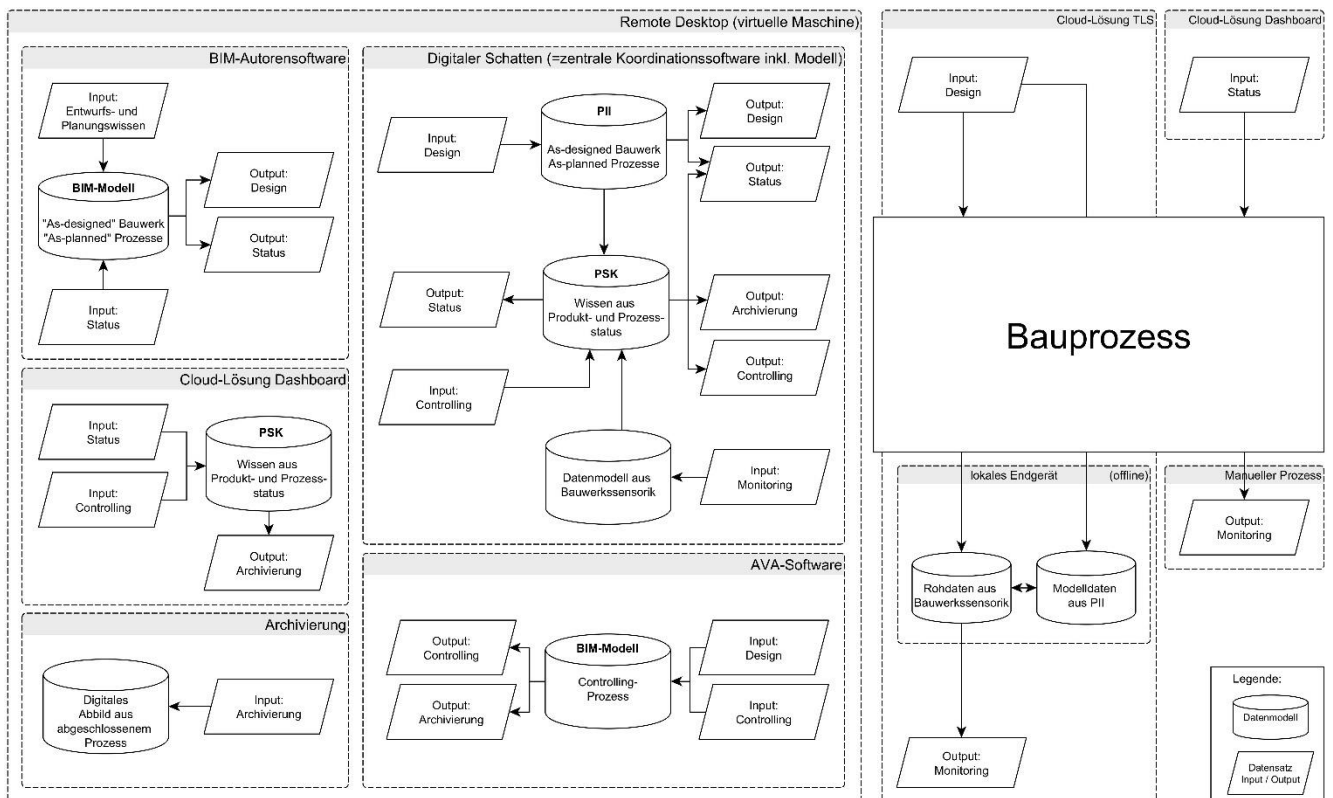 Remote Desktop (virtuelle Maschine)
BIM-Autorensoftware
Input:
Entwurfs- und
Planungswissen
BIM-Modell
"As-designed" Bauwerk
"As-planned" Prozesse
Output:
Design
Output:
Status
Input:
Status
Cloud-Lösung Dashboard
Input:
Status
Input:
Controlling
PSK
Wissen aus
Produkt- und Prozess-
status
Output:
Archivierung
Archivierung
Digitales
Abbild aus
abgeschlossenem
Prozess
Input:
Archivierung
Digitaler Schatten (=zentrale Koordinationssoftware inkl. Modell)
Input:
Design
PII
As-designed Bauwerk
As-planned Prozesse
Output:
Design
Output:
Status
Output:
Status
PSK
Wissen aus
Produkt- und Prozess-
status
Output:
Archivierung
Output:
Controlling
Input:
Controlling
Datenmodell aus
Bauwerkssensorik
Input:
Monitoring
AVA-Software
Output:
Controlling
Output:
Archivierung
BIM-Modell
Controlling-
Prozess
Input:
Design
Input:
Controlling
Cloud-Lösung TLS
Input:
Design
Cloud-Lösung Dashboard
Input:
Status
Bauprozess
lokales Endgerät (offline)
Rohdaten aus
Bauwerkssensorik
Modelldaten
aus PII
Output:
Monitoring
Manueller Prozess
Output:
Monitoring
Legende:
Datenmodell
Datensatz
Input / Output